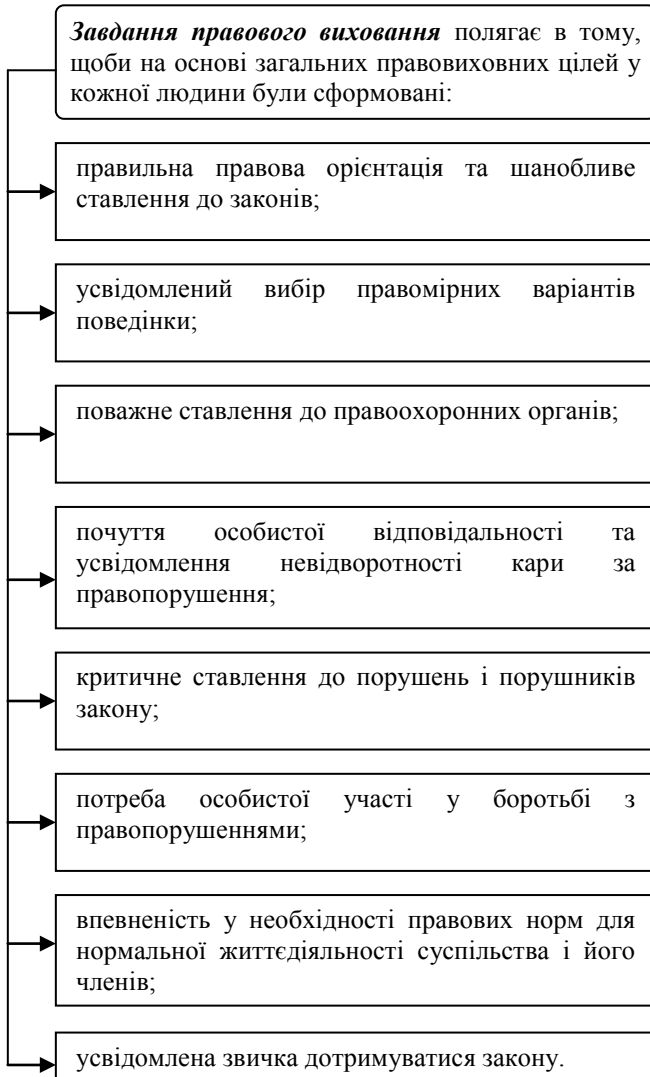 Завдання правового виховання полягає в тому,
щоби на основі загальних правовиховних цілей у
кожної людини були сформовані:
правильна правова орієнтація та шанобливе
ставлення до законів;
усвідомлений вибір правомірних варіантів
поведінки;
поважне ставлення до правоохоронних органів;
почуття особистої відповідальності та
усвідомлення невідворотності кари за
правопорушення;
критичне ставлення до порушень і порушників
закону;
потреба особистої участі у боротьбі з
правопорушеннями;
впевненість у необхідності правових норм для
нормальної життєдіяльності суспільства і його
членів;
усвідомлена звичка дотримуватися закону.